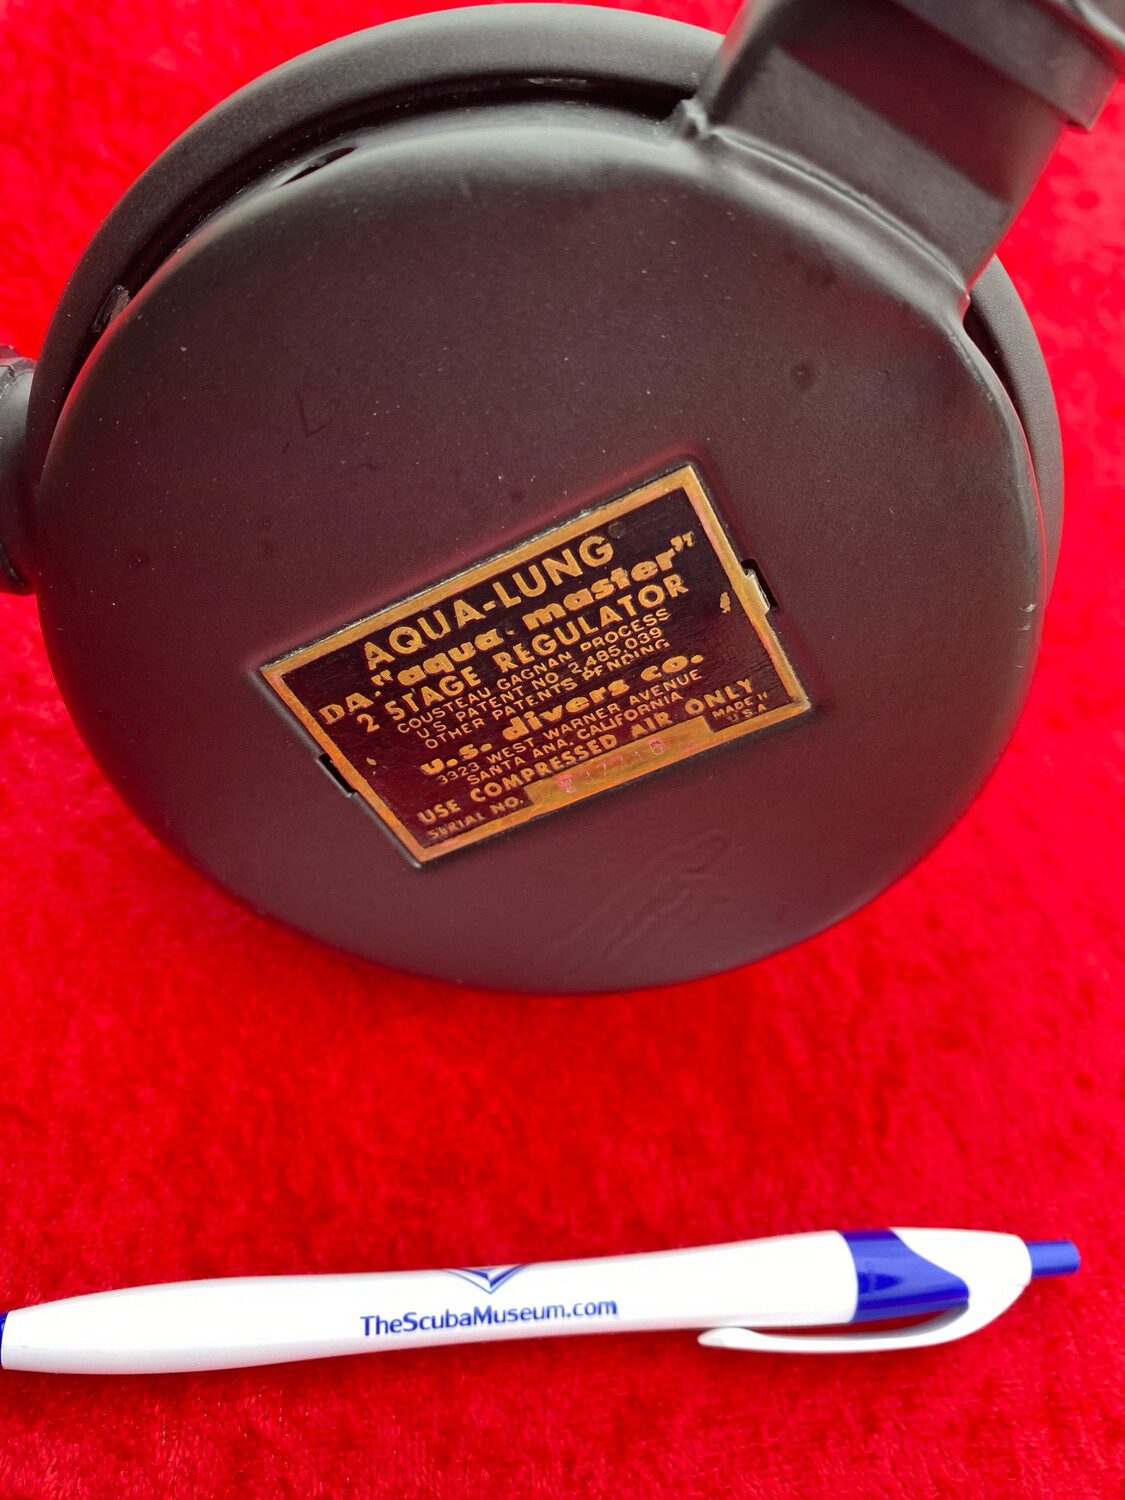 AQUA-LUNG
DA "aqua master"
2 STAGE REGULATOR
COUSTEAU GAGNAN PROCESS
U.S. PATENT NO. 2,485,039
OTHER PATENTS PENDING
u.s. divers co.
3323 WEST WARNER AVENUE
SANTA ANA, CALIFORNIA
USE COMPRESSED AIR ONLY
SERIAL NO.
MADE IN
U.S.A
TheScubaMuseum.com